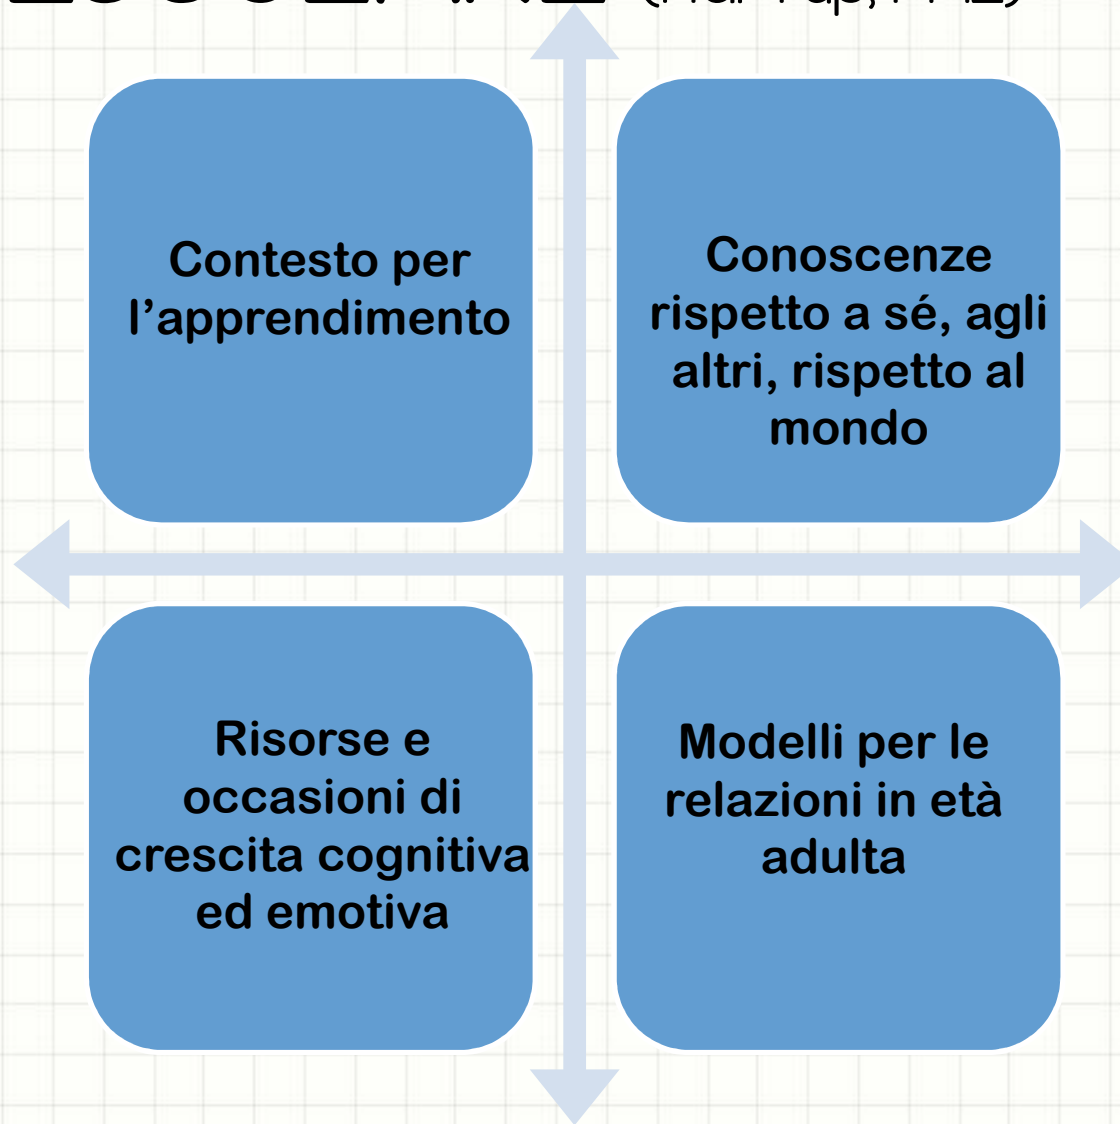 Contesto per
l’apprendimento
Conoscenze
rispetto a sé, agli
altri, rispetto al
mondo
Risorse e
occasioni di
crescita cognitiva
ed emotiva
Modelli per le
relazioni in età
adulta